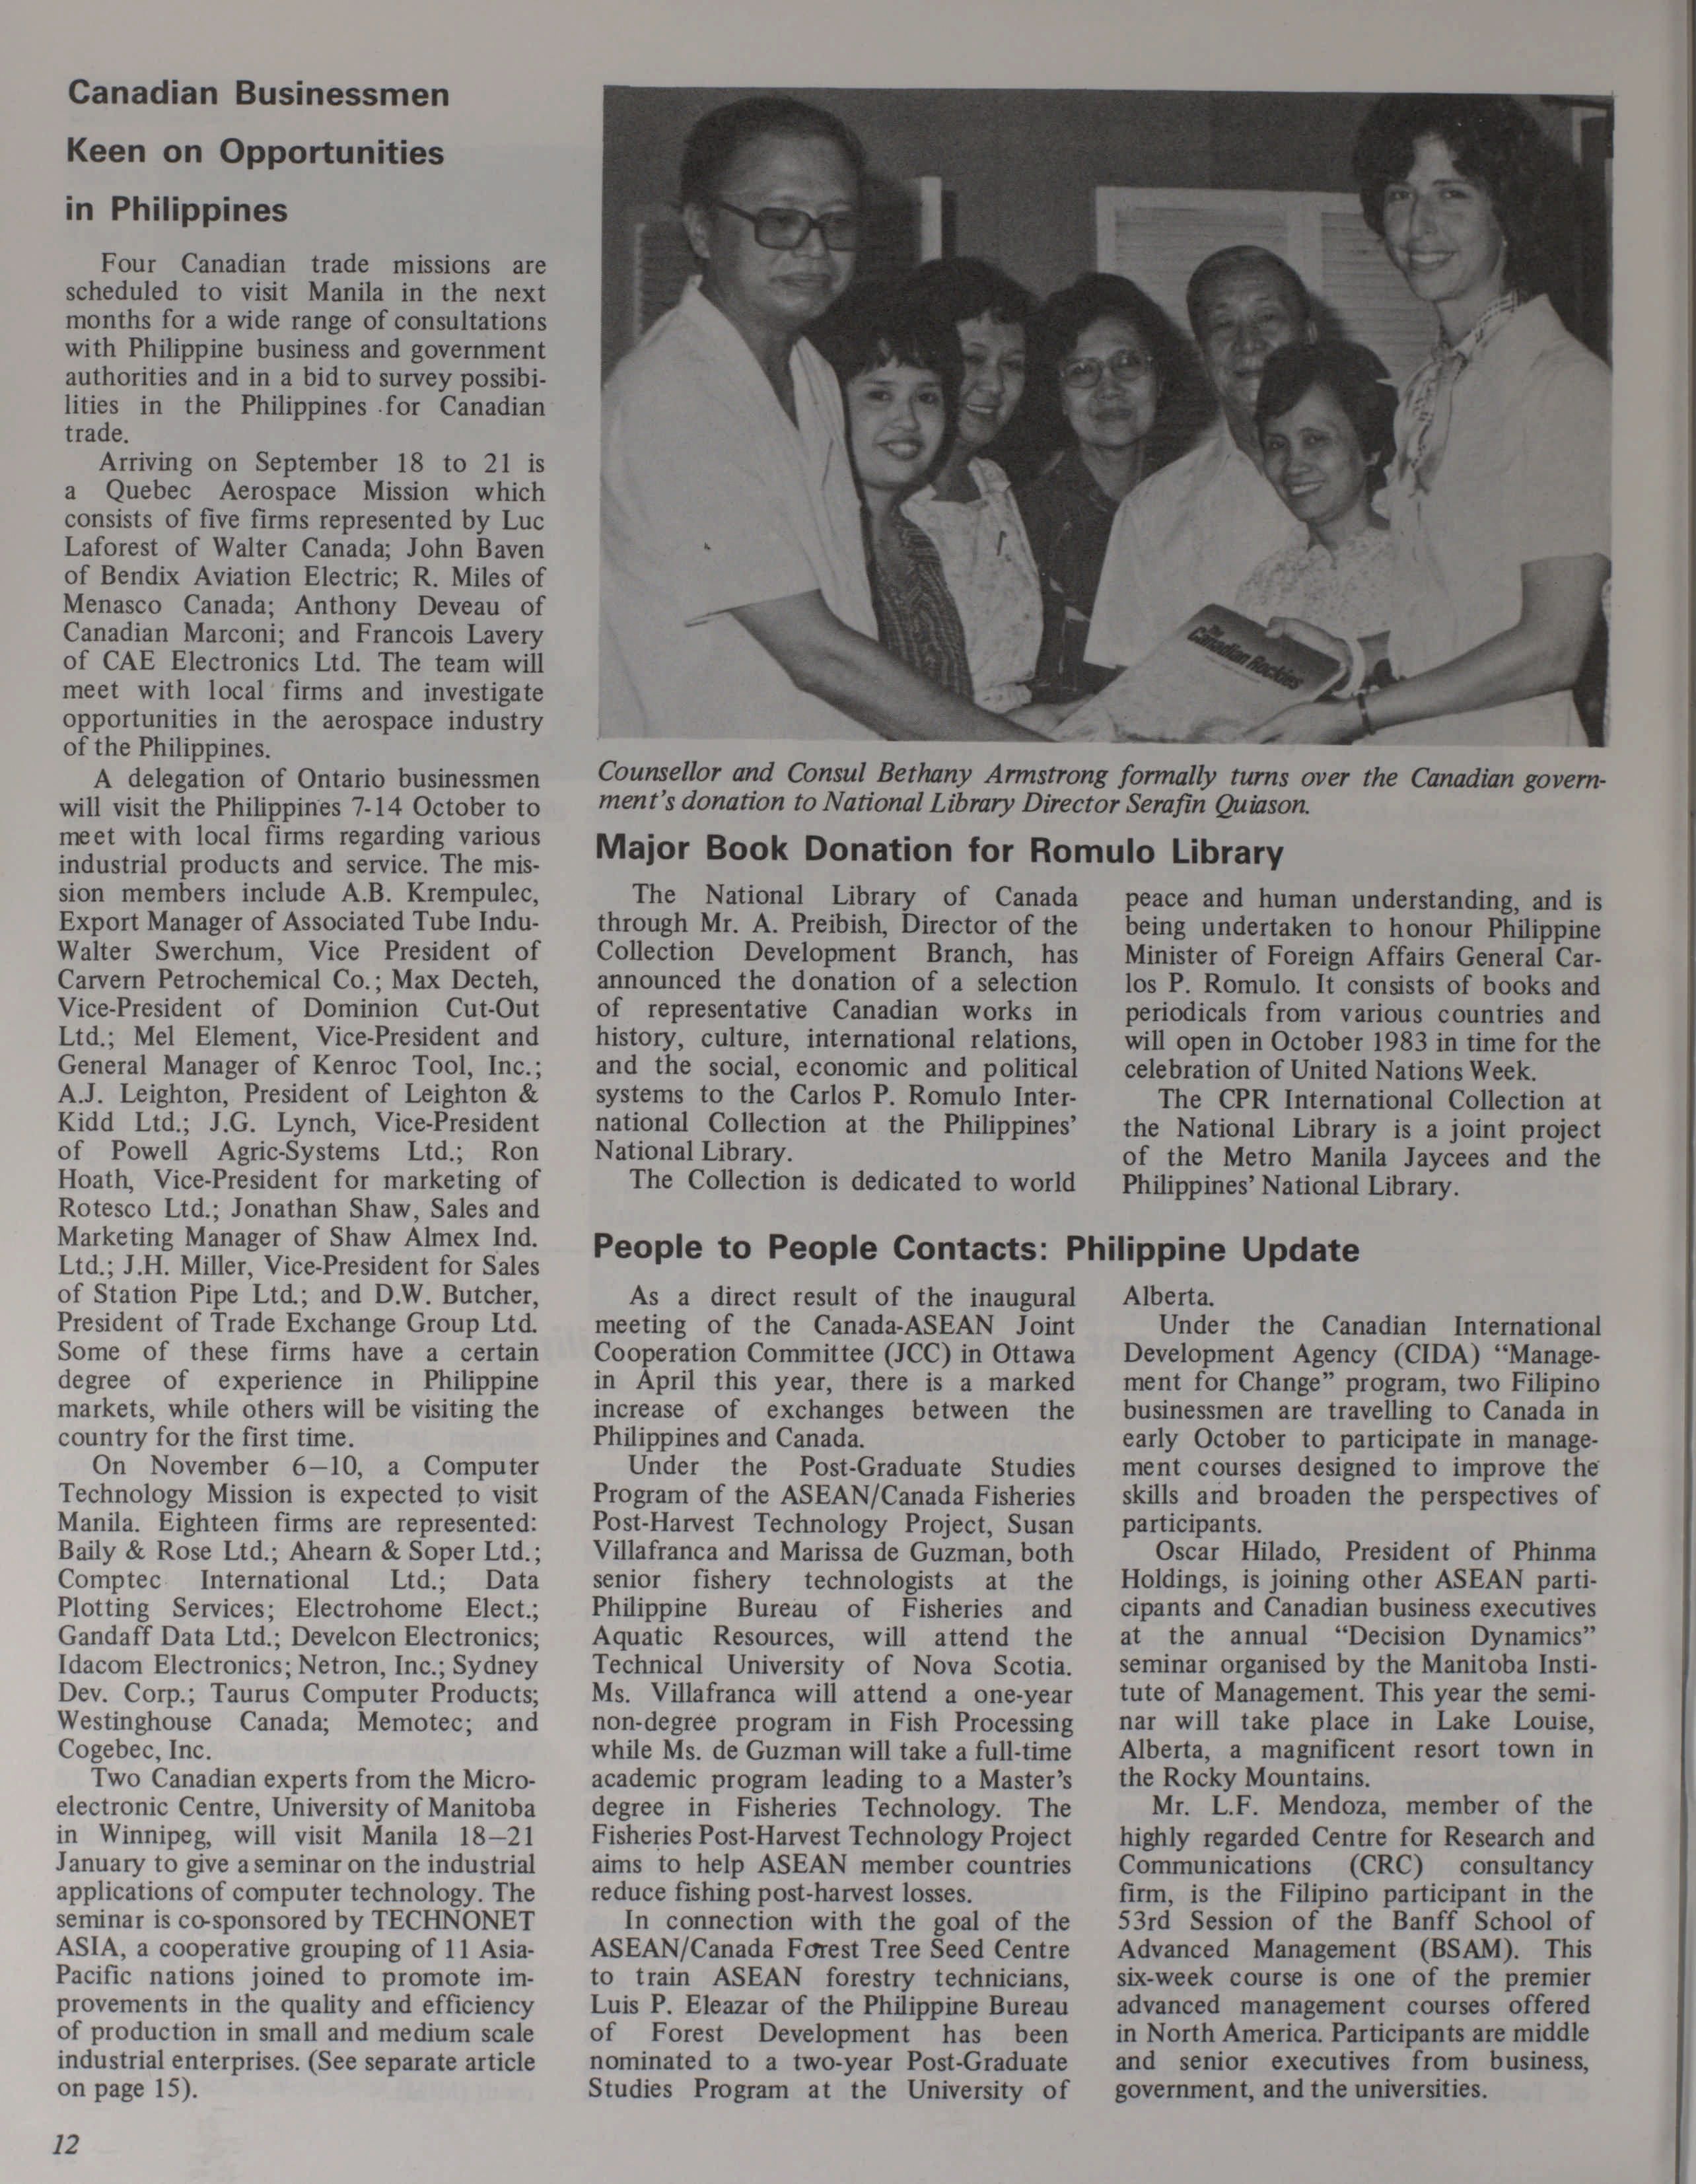 Canadian Businessmen
Keen on Opportunities
in Philippines
Four Canadian trade missions are
scheduled to visit Manila in the next
months for a wide range of consultations
with Philippine business and government
authorities and in a bid to survey possibi-
lities in the Philippines for Canadian
trade.
Arriving on September 18 to 21 is
a Quebec Aerospace Mission which
consists of five firms represented by Luc
Laforest of Walter Canada; John Baven
of Bendix Aviation Electric; R. Miles of
Menasco Canada; Anthony Deveau of
Canadian Marconi; and Francois Lavery
of CAE Electronics Ltd. The team will
meet with local firms and investigate
opportunities in the aerospace industry
of the Philippines.
A delegation of Ontario businessmen
will visit the Philippines 7-14 October to
meet with local firms regarding various
industrial products and service. The mis-
sion members include A.B. Krempulec,
Export Manager of Associated Tube Indu-
Walter Swerchum, Vice President of
Carvern Petrochemical Co.; Max Decteh,
Vice-President of Dominion Cut-Out
Ltd.; Mel Element, Vice-President and
General Manager of Kenroc Tool, Inc.;
A.J. Leighton, President of Leighton &
Kidd Ltd.; J.G. Lynch, Vice-President
of Powell Agric-Systems Ltd.; Ron
Hoath, Vice-President for marketing of
Rotesco Ltd.; Jonathan Shaw, Sales and
Marketing Manager of Shaw Almex Ind.
Ltd.; J.H. Miller, Vice-President for Sales
of Station Pipe Ltd.; and D.W. Butcher,
President of Trade Exchange Group Ltd.
Some of these firms have a certain
degree of experience in Philippine
markets, while others will be visiting the
country for the first time.
On November 6–10, a Computer
Technology Mission is expected to visit
Manila. Eighteen firms are represented:
Baily & Rose Ltd.; Ahearn & Soper Ltd.;
Comptec International Ltd.; Data
Plotting Services; Electrohome Elect.;
Gandaff Data Ltd.; Develcon Electronics;
Idacom Electronics; Netron, Inc.; Sydney
Dev. Corp.; Taurus Computer Products;
Westinghouse Canada; Memotec; and
Cogebec, Inc.
Two Canadian experts from the Micro-
electronic Centre, University of Manitoba
in Winnipeg, will visit Manila 18–21
January to give a seminar on the industrial
applications of computer technology. The
seminar is co-sponsored by TECHNONET
ASIA, a cooperative grouping of 11 Asia-
Pacific nations joined to promote im-
provements in the quality and efficiency
of production in small and medium scale
industrial enterprises. (See separate article
on page 15).
The
Canadian Rockies
Counsellor and Consul Bethany Armstrong formally turns over the Canadian govern-
ment's donation to National Library Director Serafin Quiason.
Major Book Donation for Romulo Library
The National Library of Canada
through Mr. A. Preibish, Director of the
Collection Development Branch, has
announced the donation of a selection
of representative Canadian works in
history, culture, international relations,
and the social, economic and political
systems to the Carlos P. Romulo Inter-
national Collection at the Philippines'
National Library.
The Collection is dedicated to world
peace and human understanding, and is
being undertaken to honour Philippine
Minister of Foreign Affairs General Car-
los P. Romulo. It consists of books and
periodicals from various countries and
will open in October 1983 in time for the
celebration of United Nations Week.
The CPR International Collection at
the National Library is a joint project
of the Metro Manila Jaycees and the
Philippines' National Library.
People to People Contacts: Philippine Update
As a direct result of the inaugural
meeting of the Canada-ASEAN Joint
Cooperation Committee (JCC) in Ottawa
in April this year, there is a marked
increase of exchanges between the
Philippines and Canada.
Under the Post-Graduate Studies
Program of the ASEAN/Canada Fisheries
Post-Harvest Technology Project, Susan
Villafranca and Marissa de Guzman, both
senior fishery technologists at the
Philippine Bureau of Fisheries and
Aquatic Resources, will attend the
Technical University of Nova Scotia.
Ms. Villafranca will attend a one-year
non-degree program in Fish Processing
while Ms. de Guzman will take a full-time
academic program leading to a Master's
degree in Fisheries Technology. The
Fisheries Post-Harvest Technology Project
aims to help ASEAN member countries
reduce fishing post-harvest losses.
In connection with the goal of the
ASEAN/Canada Forest Tree Seed Centre
to train ASEAN forestry technicians,
Luis P. Eleazar of the Philippine Bureau
of Forest Development has been
nominated to a two-year Post-Graduate
Studies Program at the University of
Alberta.
Under the Canadian International
Development Agency (CIDA) "Manage-
ment for Change" program, two Filipino
businessmen are travelling to Canada in
early October to participate in manage-
ment courses designed to improve the
skills and broaden the perspectives of
participants.
Oscar Hilado, President of Phinma
Holdings, is joining other ASEAN parti-
cipants and Canadian business executives
at the annual "Decision Dynamics"
seminar organised by the Manitoba Insti-
tute of Management. This year the semi-
nar will take place in Lake Louise,
Alberta, a magnificent resort town in
the Rocky Mountains.
Mr. L.F. Mendoza, member of the
highly regarded Centre for Research and
Communications (CRC) consultancy
firm, is the Filipino participant in the
53rd Session of the Banff School of
Advanced Management (BSAM). This
six-week course is one of the premier
advanced management courses offered
in North America. Participants are middle
and senior executives from business,
government, and the universities.
12